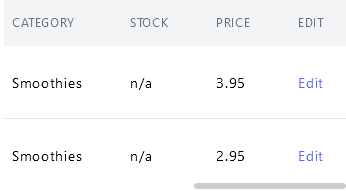 CATEGORY STOCK PRICE EDIT
Smoothies n/a 3.95 Edit
Smoothies n/a 2.95 Edit